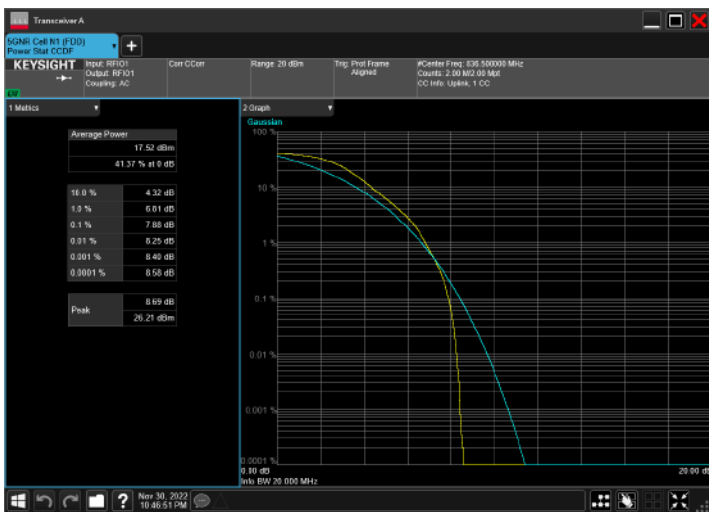 Transceiver A
5GNR Cell N1 (FDD)
Power Stat CCDF
KEYSIGHT
Input: RFIO1
Output: RFIO1
Coupling: AC
Corr CCorr
Range: 20 dBm
Trig: Prot Frame
Aligned
#Center Freq: 836.500000 MHz
Counts: 2.00 M/2.00 Mpt
CC Info: Uplink, 1 CC
1 Metrics
Average Power
17.52 dBm
41.37 % at 0 dB
10.0 % 4.32 dB
1.0 % 6.81 dB
0.1 % 7.88 dB
0.01 % 8.25 dB
0.001 % 8.40 dB
0.0001 % 8.58 dB
Peak
8.69 dB
26.21 dBm
2 Graph
Gaussian
100 %
10 %
1 %
0.1 %
0.01 %
0.001 %
0.0001 %
0.00 dB
20.00 dB
Info BW 20.000 MHz
Nov 30, 2022
10:46:51 PM